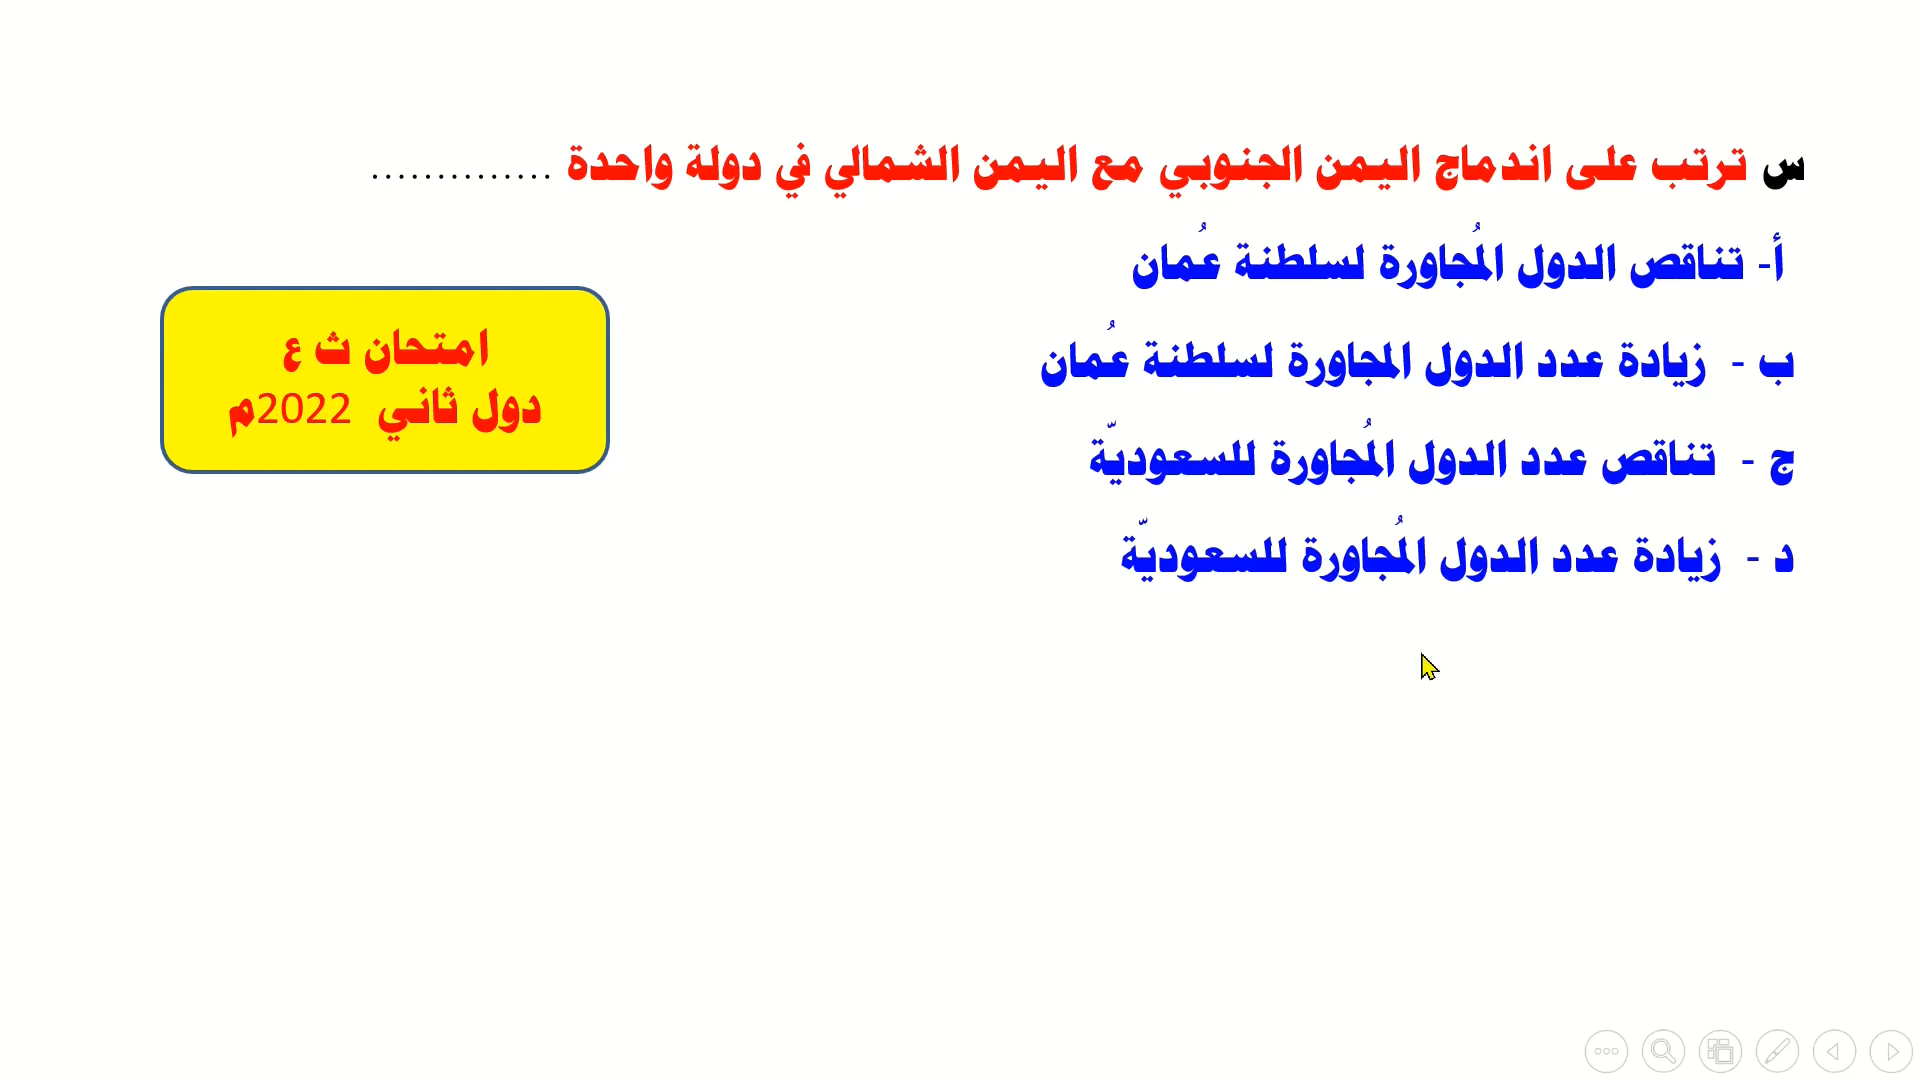 س ترتب على اندماج اليمن الجنوبي مع اليمن الشمالي في دولة واحدة ..............
أ- تناقص الدول المُجاورة لسلطنة عُمان
ب - زيادة عدد الدول المجاورة لسلطنة عُمان
ج - تناقص عدد الدول المُجاورة للسعوديّة
د - زيادة عدد الدول المُجاورة للسعوديّة
امتحان ث ع
دول ثاني 2022م